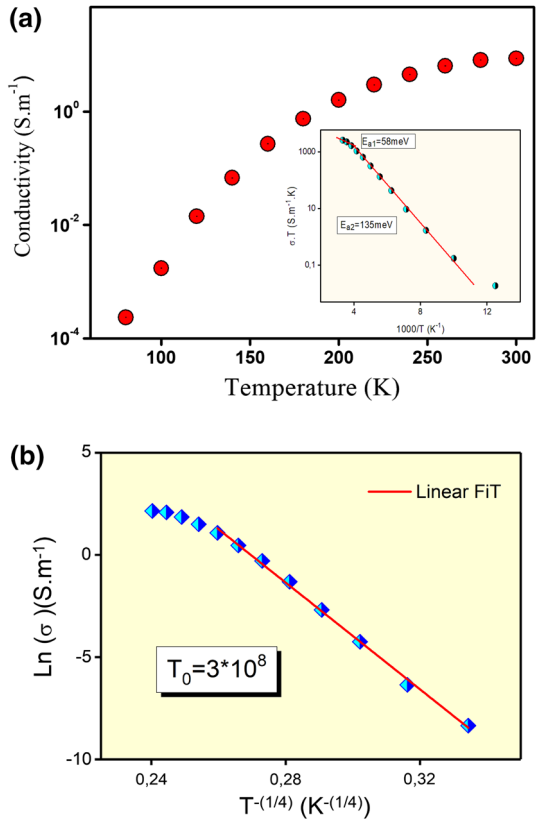 (a)
Conductivity (S.m⁻¹)
10⁰
10⁻²
10⁻⁴
100 150 200 250 300
Temperature (K)
σ.T (S.m⁻¹.K)
1000
10
0,1
Eₐ₁=58meV
Eₐ₂=135meV
4 8 12
1000/T (K⁻¹)
(b)
Ln (σ )(S.m⁻¹)
5
0
-5
-10
Linear FiT
T₀=3*10⁸
0,24 0,28 0,32
T⁻⁽¹/⁴⁾ (K⁻⁽¹/⁴⁾)